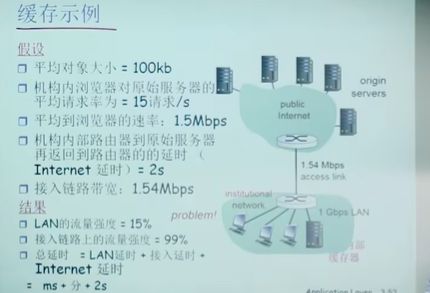 缓存示例
假设
平均对象大小 = 100kb
机构内浏览器对原始服务器的
平均请求率为 = 15请求/s
平均到浏览器的速率: 1.5Mbps
机构内部路由器到原始服务器
再返回到路由器的的延时 （
Internet 延时）= 2s
接入链路带宽: 1.54Mbps
结果
LAN的流量强度 = 15%
接入链路上的流量强度 = 99%
总延时 = LAN延时 + 接入延时 +
Internet 延时
= ms + 分 + 2s
problem!
origin
servers
public
Internet
1.54 Mbps
access link
institutional
network
1 Gbps LAN
内部
缓存器
Application Layer